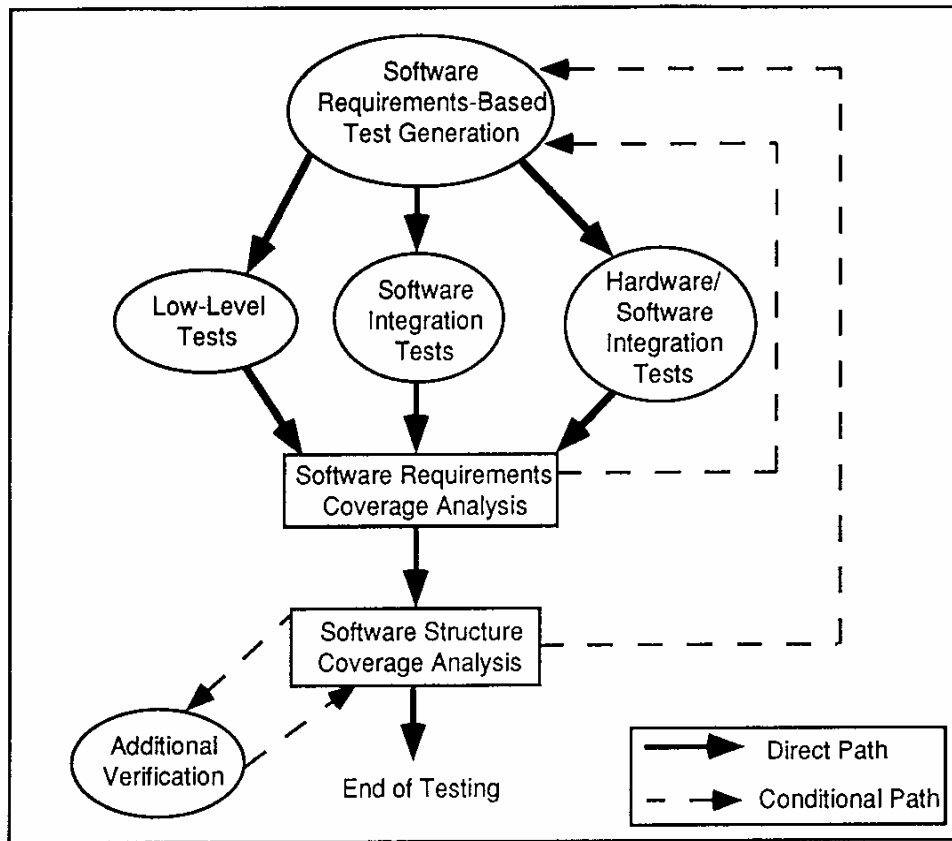 Software
Requirements-Based
Test Generation
Low-Level
Tests
Software
Integration
Tests
Hardware/
Software
Integration
Tests
Software Requirements
Coverage Analysis
Software Structure
Coverage Analysis
Additional
Verification
End of Testing
Direct Path
Conditional Path